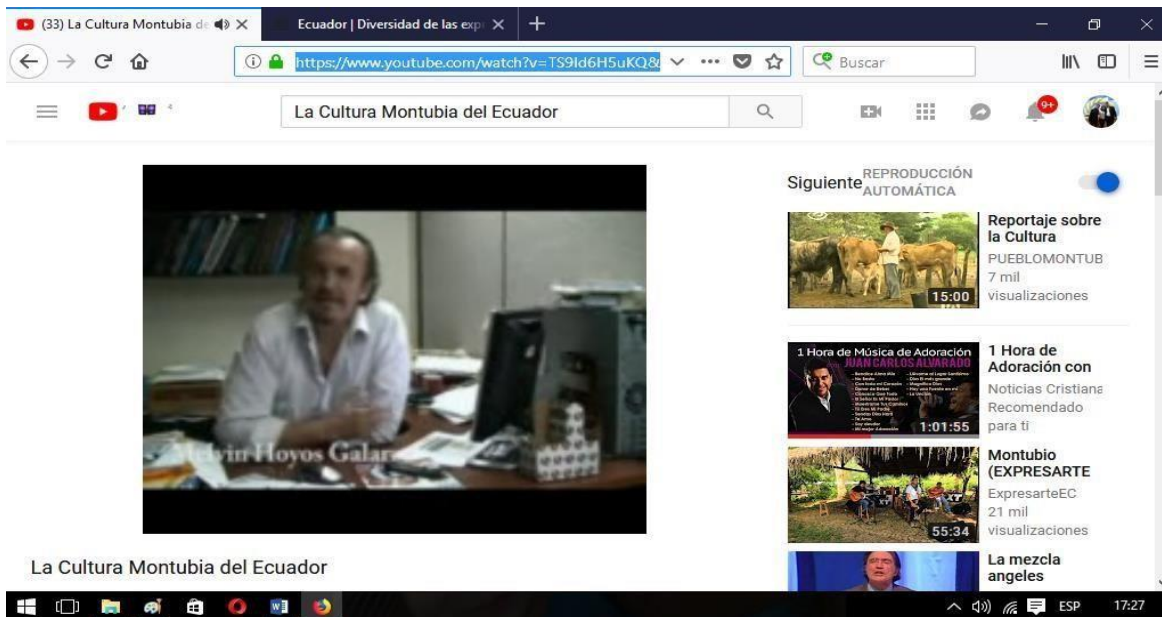 (33) La Cultura Montubia de
Ecuador | Diversidad de las exp
https://www.youtube.com/watch?v=TS9Id6H5uKQ&
Buscar
La Cultura Montubia del Ecuador
9+
Siguiente
REPRODUCCIÓN
AUTOMÁTICA
Reportaje sobre
la Cultura
PUEBLOMONTUB
7 mil
visualizaciones
15:00
1 Hora de Música de Adoración
JUAN CARLOS ALVARADO
1:01:55
1 Hora de
Adoración con
Noticias Cristiana
Recomendado
para ti
Montubio
(EXPRESARTE
ExpresarteEC
21 mil
visualizaciones
55:34
La mezcla
angeles
Melvin Hoyos Galar
La Cultura Montubia del Ecuador
ESP
17:27